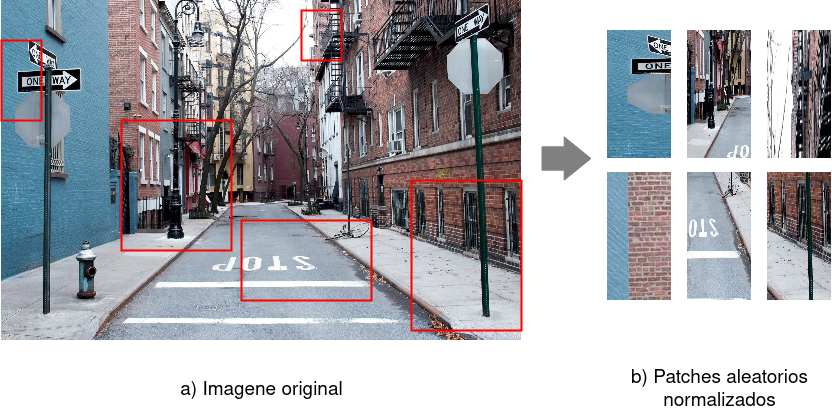 ONE WAY
ONE WAY
STOP
ONE
STOP
STOP
a) Imagene original
b) Patches aleatorios
normalizados